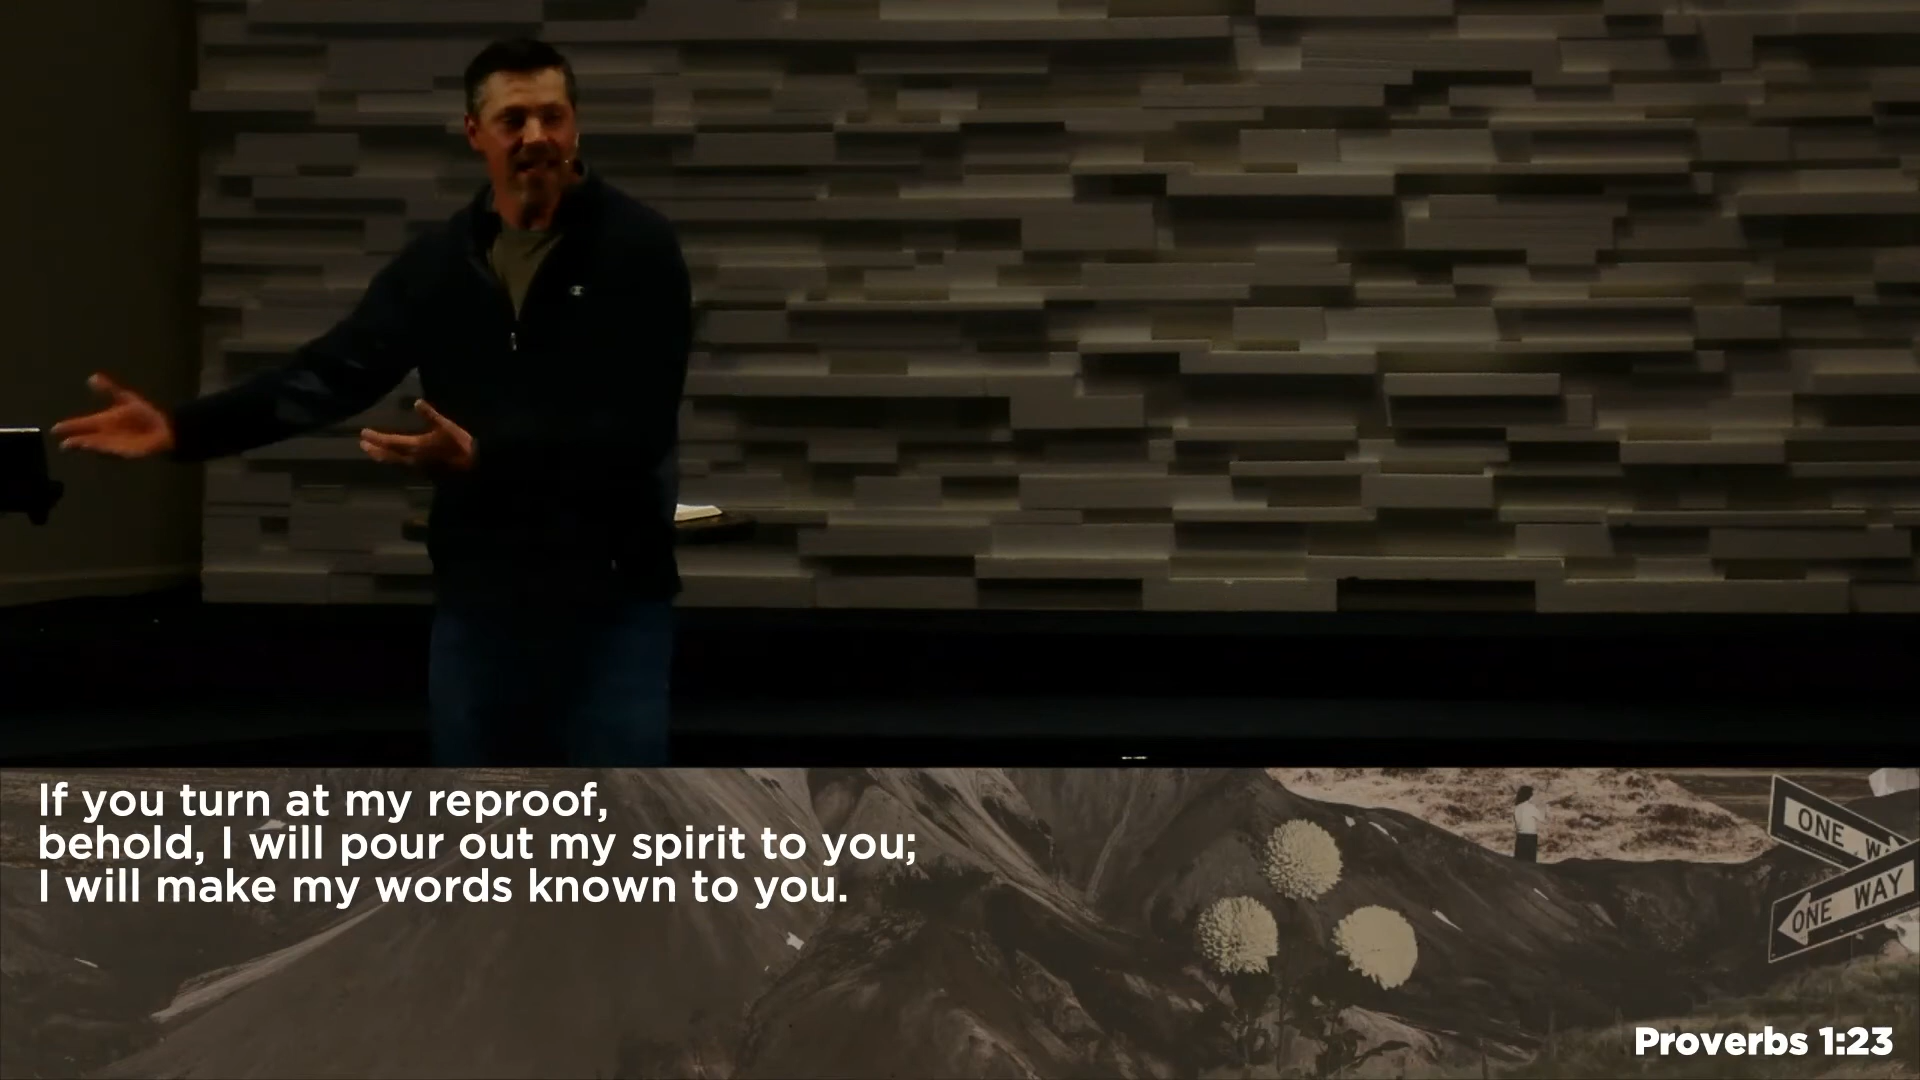 If you turn at my reproof,
behold, I will pour out my spirit to you;
I will make my words known to you.
ONE WA
ONE WAY
Proverbs 1:23